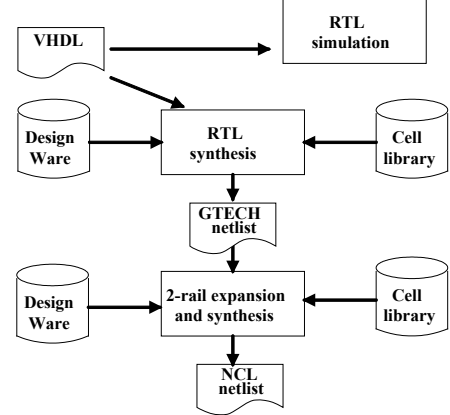 VHDL
RTL
simulation
Design
Ware
RTL
synthesis
Cell
library
GTECH
netlist
Design
Ware
2-rail expansion
and synthesis
Cell
library
NCL
netlist